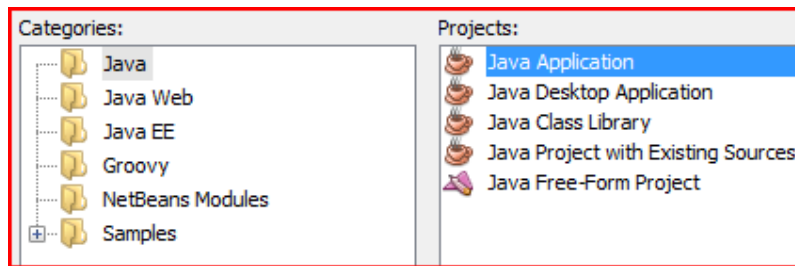 Categories:
Java
Java Web
Java EE
Groovy
NetBeans Modules
Samples
Projects:
Java Application
Java Desktop Application
Java Class Library
Java Project with Existing Sources
Java Free-Form Project